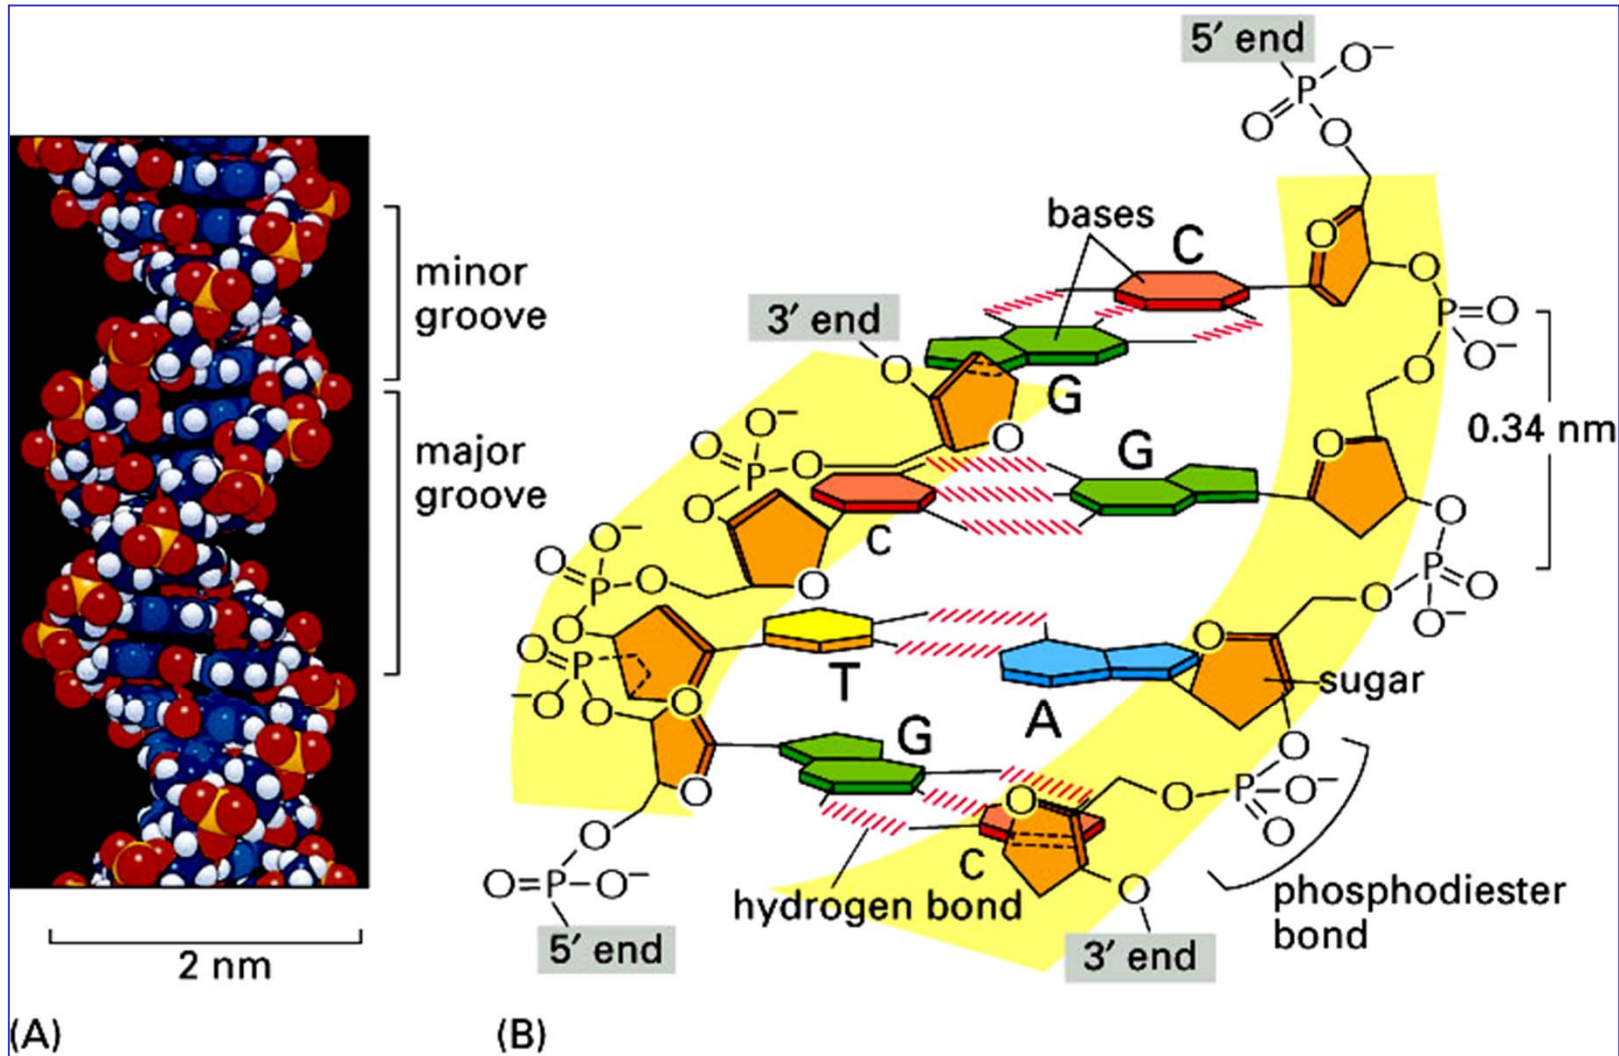 5′ end
O⁻
P
O
O
bases
C
O
minor
groove
3′ end
O
P=O
O⁻
O
G
O
0.34 nm
major
groove
O⁻
O
P
O
O
G
O
C
O
O⁻
O
P
O
O
O
P
O
O⁻
O
O
P
⁻O
O
O
T
A
O
sugar
O
G
O
O
P
O⁻
O
O
O
C
O=P–O⁻
hydrogen bond
O
phosphodiester
bond
5′ end
3′ end
2 nm
(A)
(B)